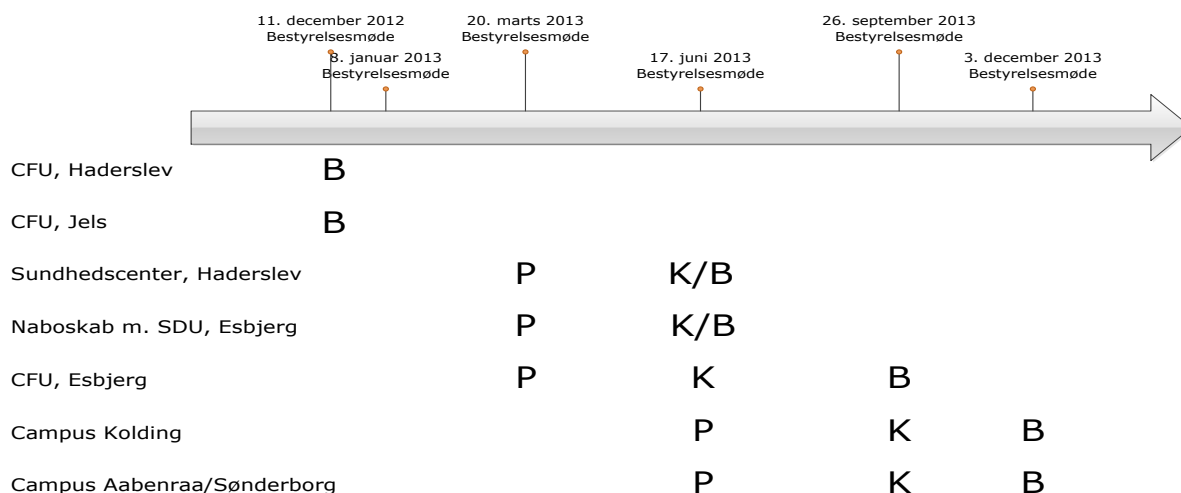 11. december 2012
Bestyrelsesmøde
20. marts 2013
Bestyrelsesmøde
26. september 2013
Bestyrelsesmøde
8. januar 2013
Bestyrelsesmøde
17. juni 2013
Bestyrelsesmøde
3. december 2013
Bestyrelsesmøde
CFU, Haderslev B
CFU, Jels B
Sundhedscenter, Haderslev P K/B
Naboskab m. SDU, Esbjerg P K/B
CFU, Esbjerg P K B
Campus Kolding P K B
Campus Aabenraa/Sønderborg P K B